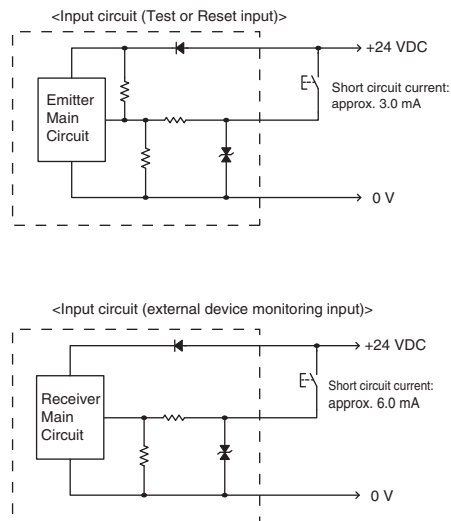 <Input circuit (Test or Reset input)>
+24 VDC
Emitter
Main
Circuit
Short circuit current:
approx. 3.0 mA
0 V
<Input circuit (external device monitoring input)>
+24 VDC
Receiver
Main
Circuit
Short circuit current:
approx. 6.0 mA
0 V